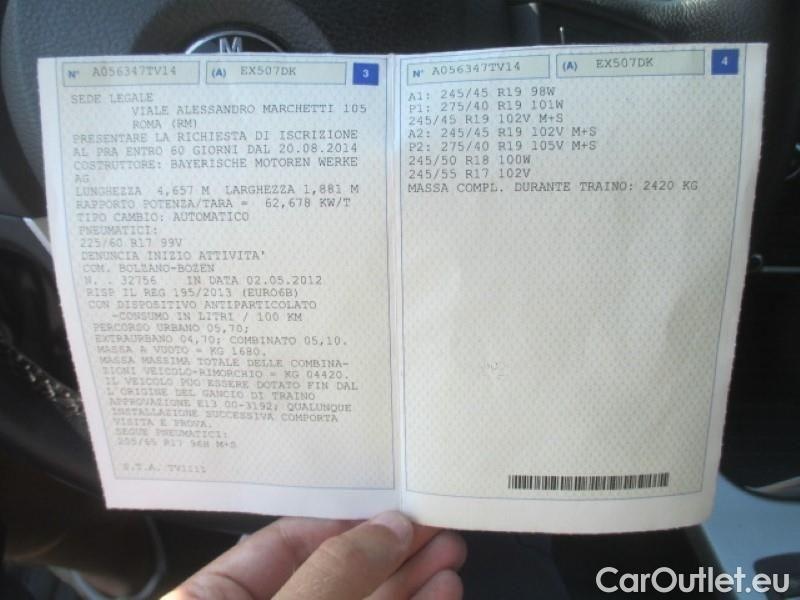 M
N° A056347TV14 (A) EX507DK 3
SEDE LEGALE
VIALE ALESSANDRO MARCHETTI 105
ROMA (RM)
PRESENTARE LA RICHIESTA DI ISCRIZIONE
AL PRA ENTRO 60 GIORNI DAL 20.08.2014
COSTRUTTORE: BAYERISCHE MOTOREN WERKE
AG
LUNGHEZZA 4,657 M LARGHEZZA 1,881 M
RAPPORTO POTENZA/TARA = 62,678 KW/T
TIPO CAMBIO: AUTOMATICO
PNEUMATICI:
225/60 R17 99V
DENUNCIA INIZIO ATTIVITA'
COM. BOLZANO-BOZEN
N. . 32756 IN DATA 02.05.2012
RISP IL REG 195/2013 (EURO6B)
CON DISPOSITIVO ANTIPARTICOLATO
-CONSUMO IN LITRI / 100 KM
PERCORSO URBANO 05,70;
EXTRAURBANO 04,70; COMBINATO 05,10.
MASSA A VUOTO = KG 1680.
MASSA MASSIMA TOTALE DELLE COMBINA-
ZIONI VEICOLO-RIMORCHIO = KG 04420.
IL VEICOLO PUO ESSERE DOTATO FIN DAL
L'ORIGINE DEL GANCIO DI TRAINO
APPROVAZIONE E13 00-3192; QUALUNQUE
INSTALLAZIONE SUCCESSIVA COMPORTA
VISITA E PROVA.
SEGUE PNEUMATICI:
205/65 R17 96H M+S
S.T.A. TV1111
N° A056347TV14 (A) EX507DK 4
A1: 245/45 R19 98W
P1: 275/40 R19 101W
245/45 R19 102V M+S
A2: 245/45 R19 102V M+S
P2: 275/40 R19 105V M+S
245/50 R18 100W
245/55 R17 102V
MASSA COMPL. DURANTE TRAINO: 2420 KG
CarOutlet.eu